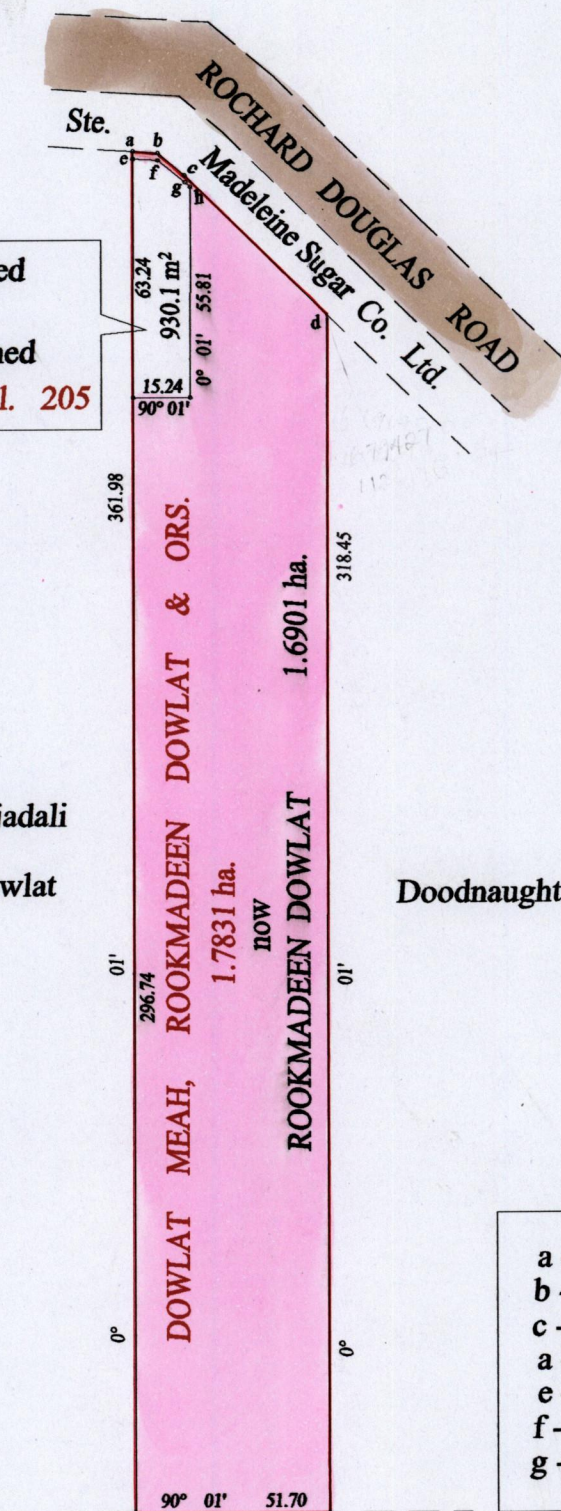 ROCHARD DOUGLAS ROAD
Ste. Madeleine Sugar Co. Ltd.
a b
e f
c
g h
d
ed
ned
l. 205
63.24
930.1 m²
0° 01' 55.81
15.24
90° 01'
361.98
318.45
1.6901 ha.
DOWLAT MEAH, ROOKMADEEN DOWLAT & ORS.
1.7831 ha.
now
ROOKMADEEN DOWLAT
jadali
wlat
Doodnaught
0° 01'
296.74
0° 01'
a
b -
c -
a
e
f -
g -
90° 01' 51.70